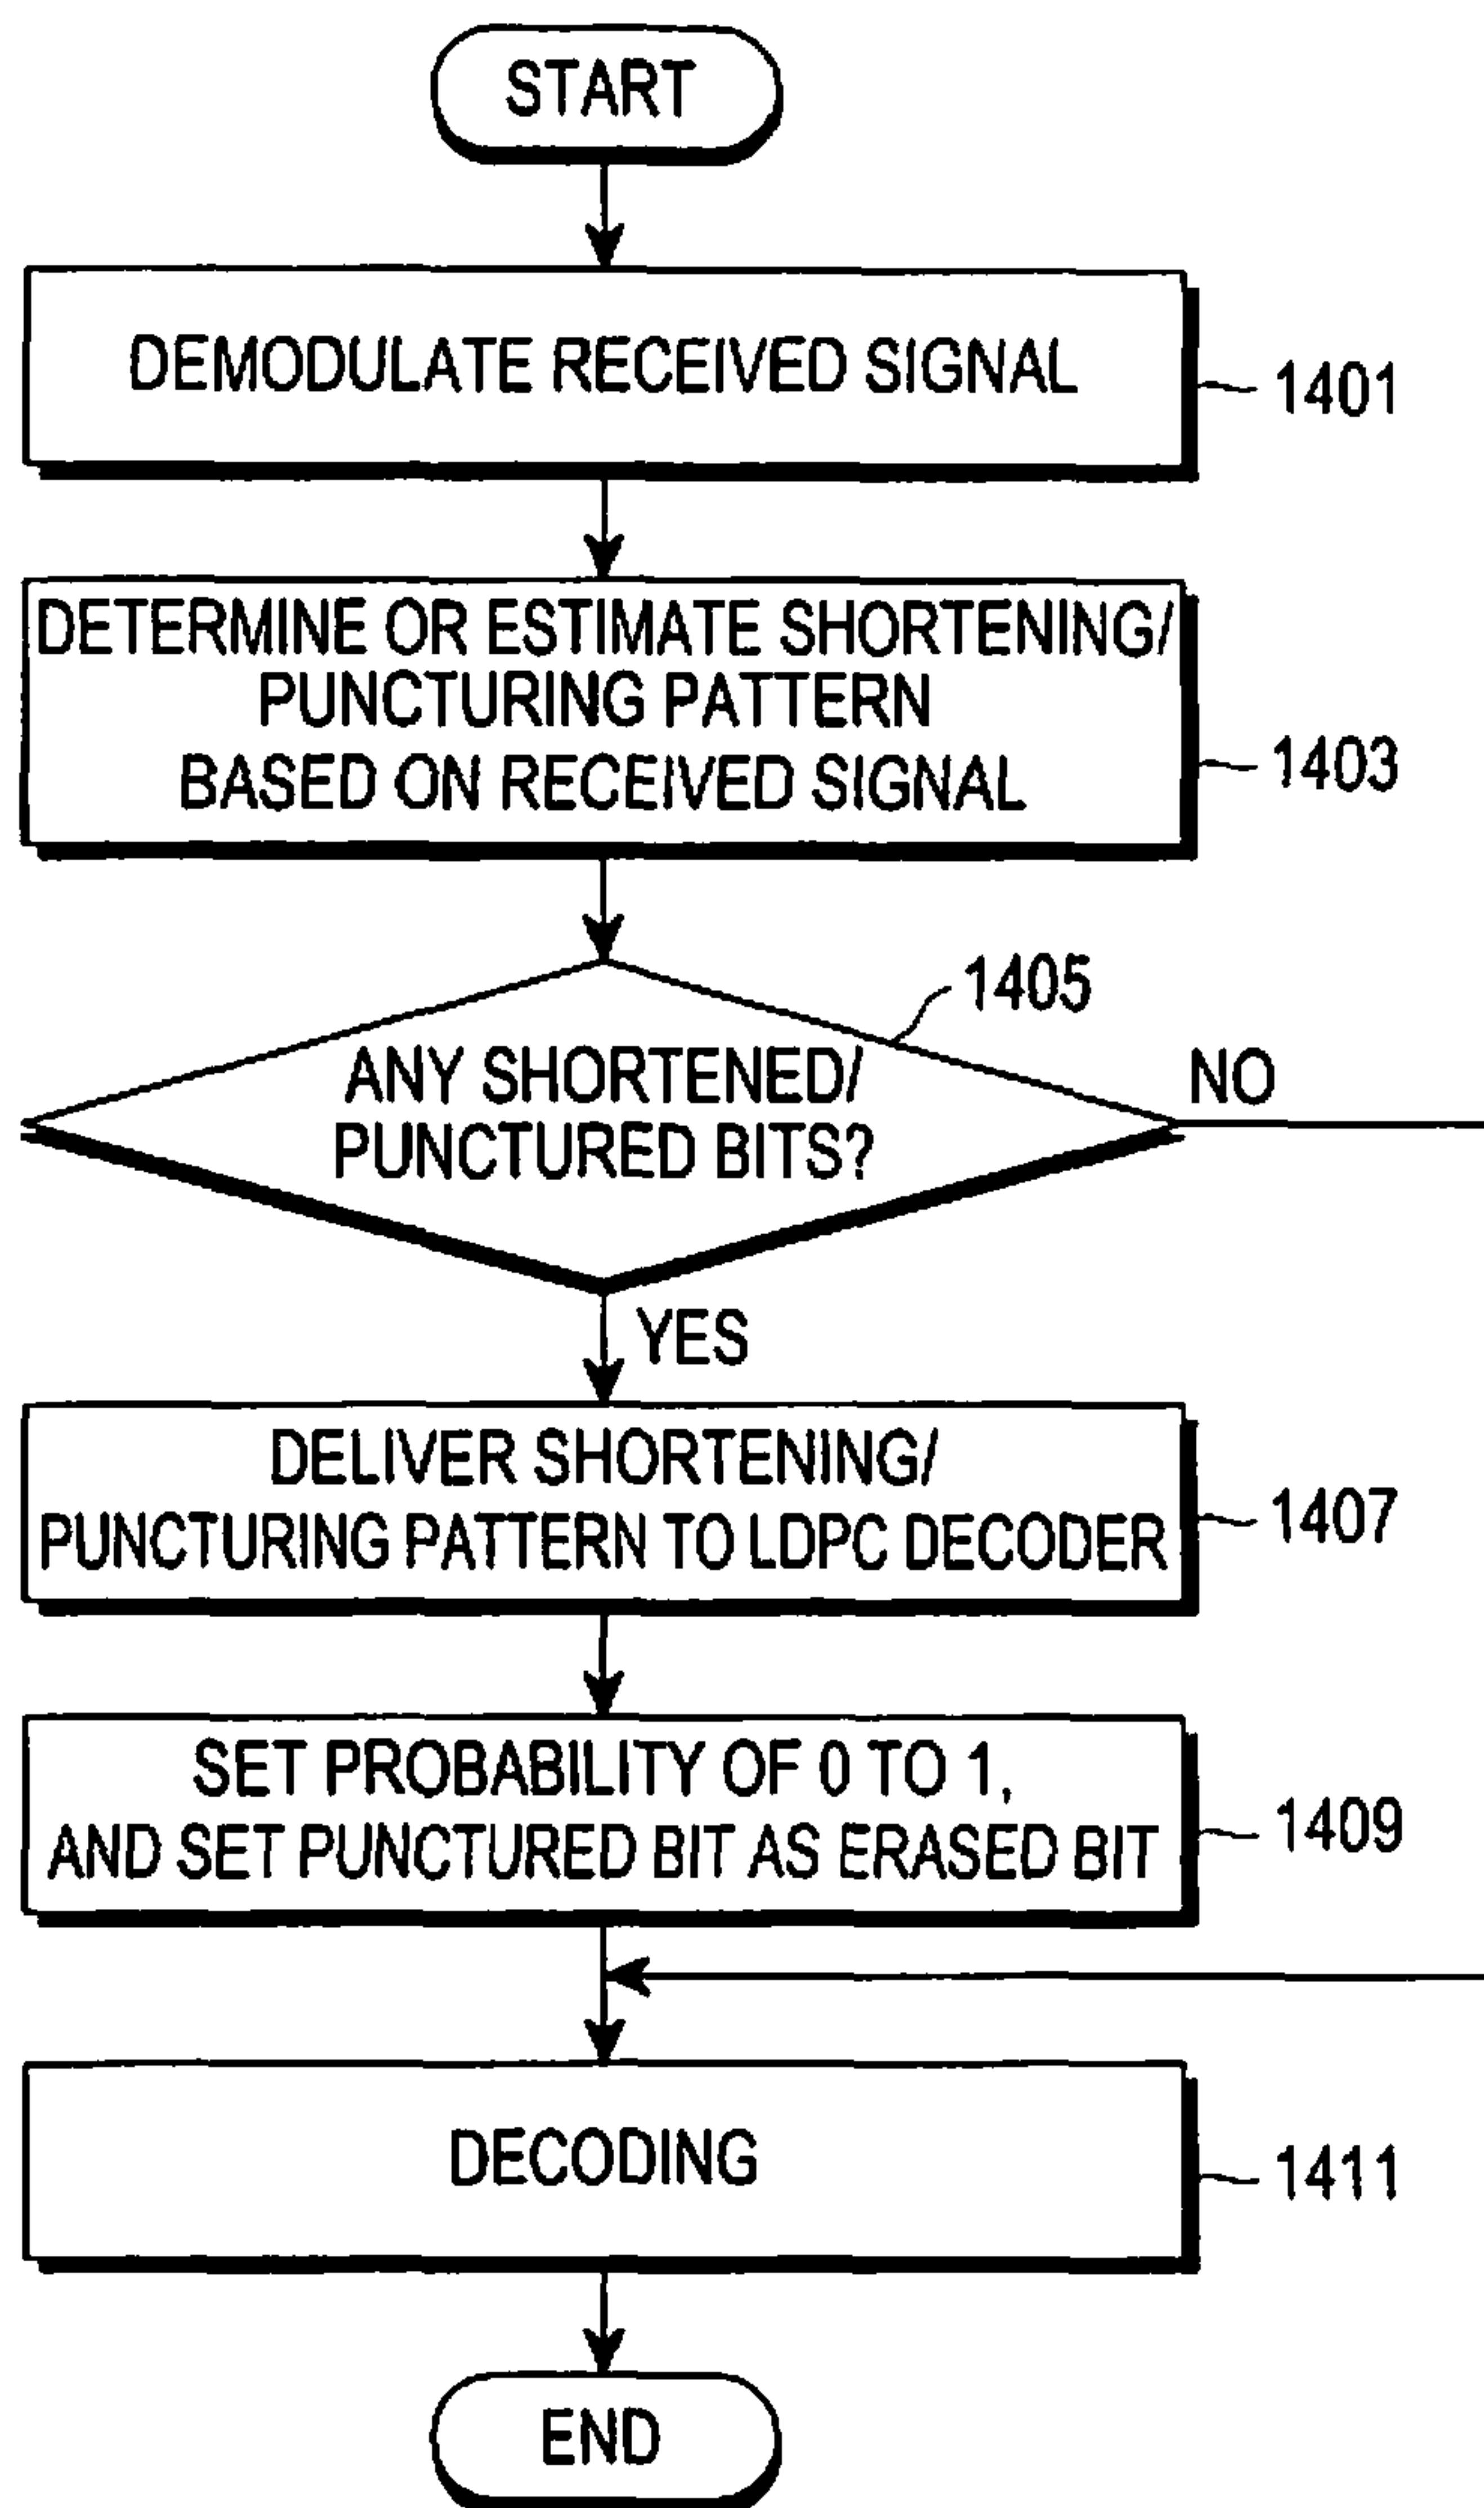 START
DEMODULATE RECEIVED SIGNAL
1401
DETERMINE OR ESTIMATE SHORTENING/
PUNCTURING PATTERN
BASED ON RECEIVED SIGNAL
1403
1405
ANY SHORTENED/
PUNCTURED BITS?
NO
YES
DELIVER SHORTENING/
PUNCTURING PATTERN TO LDPC DECODER
1407
SET PROBABILITY OF 0 TO 1,
AND SET PUNCTURED BIT AS ERASED BIT
1409
DECODING
1411
END